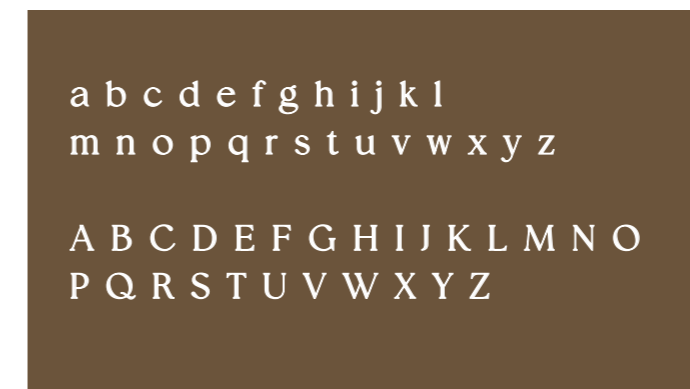 a b c d e f g h i j k l
m n o p q r s t u v w x y z
A B C D E F G H I J K L M N O
P Q R S T U V W X Y Z